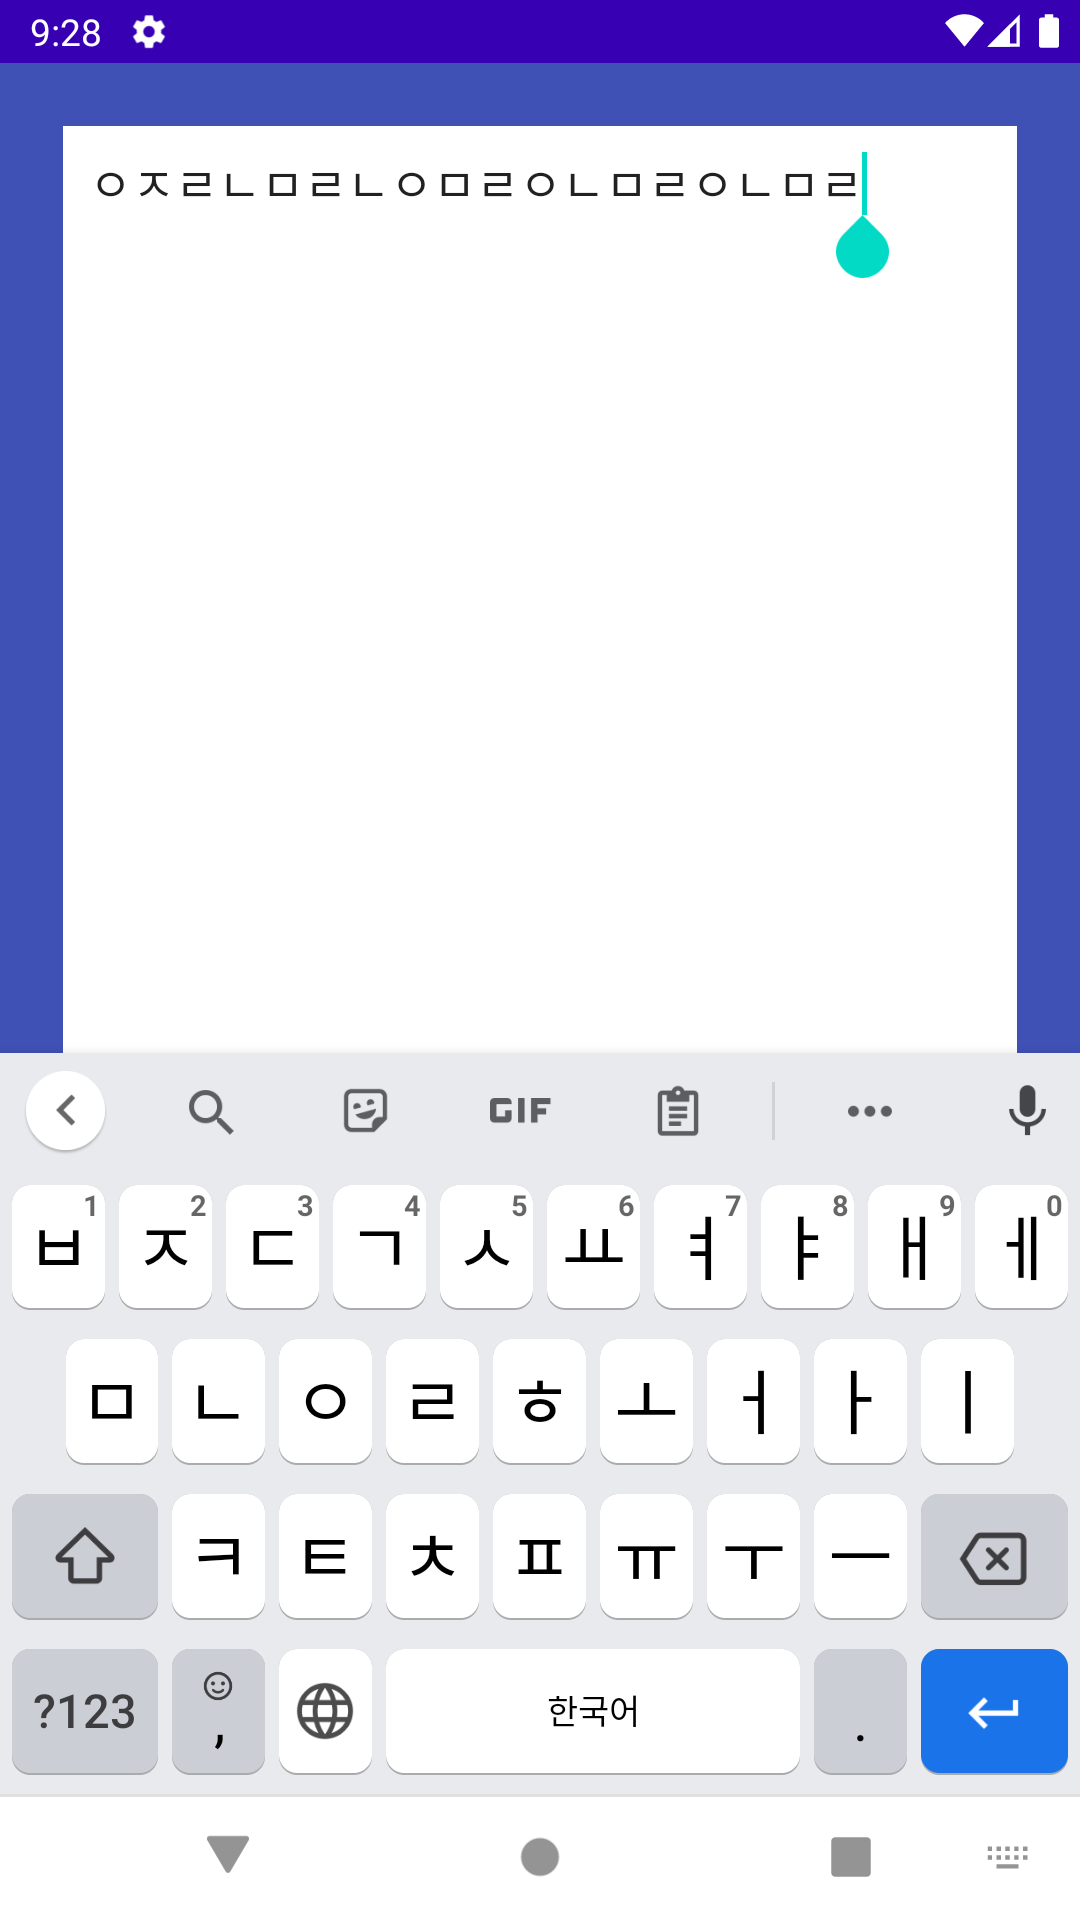 9:28
ㅇㅈㄹㄴㅁㄹㄴㅇㅁㄹㅇㄴㅁㄹㅇㄴㅁㄹ
GIF
1 2 3 4 5 6 7 8 9 0
ㅂ ㅈ ㄷ ㄱ ㅅ ㅛ ㅕ ㅑ ㅐ ㅔ
ㅁ ㄴ ㅇ ㄹ ㅎ ㅗ ㅓ ㅏ ㅣ
ㅋ ㅌ ㅊ ㅍ ㅠ ㅜ ㅡ
?123 , 한국어 .